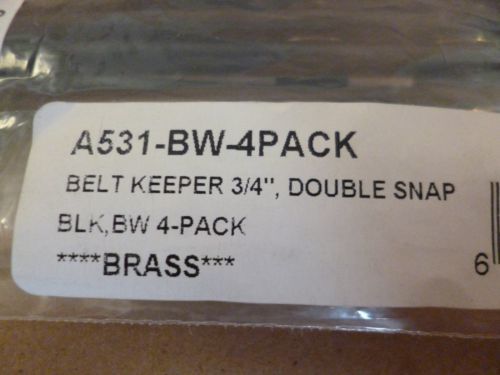 A531-BW-4PACK
BELT KEEPER 3/4", DOUBLE SNAP
BLK,BW 4-PACK
****BRASS***
6